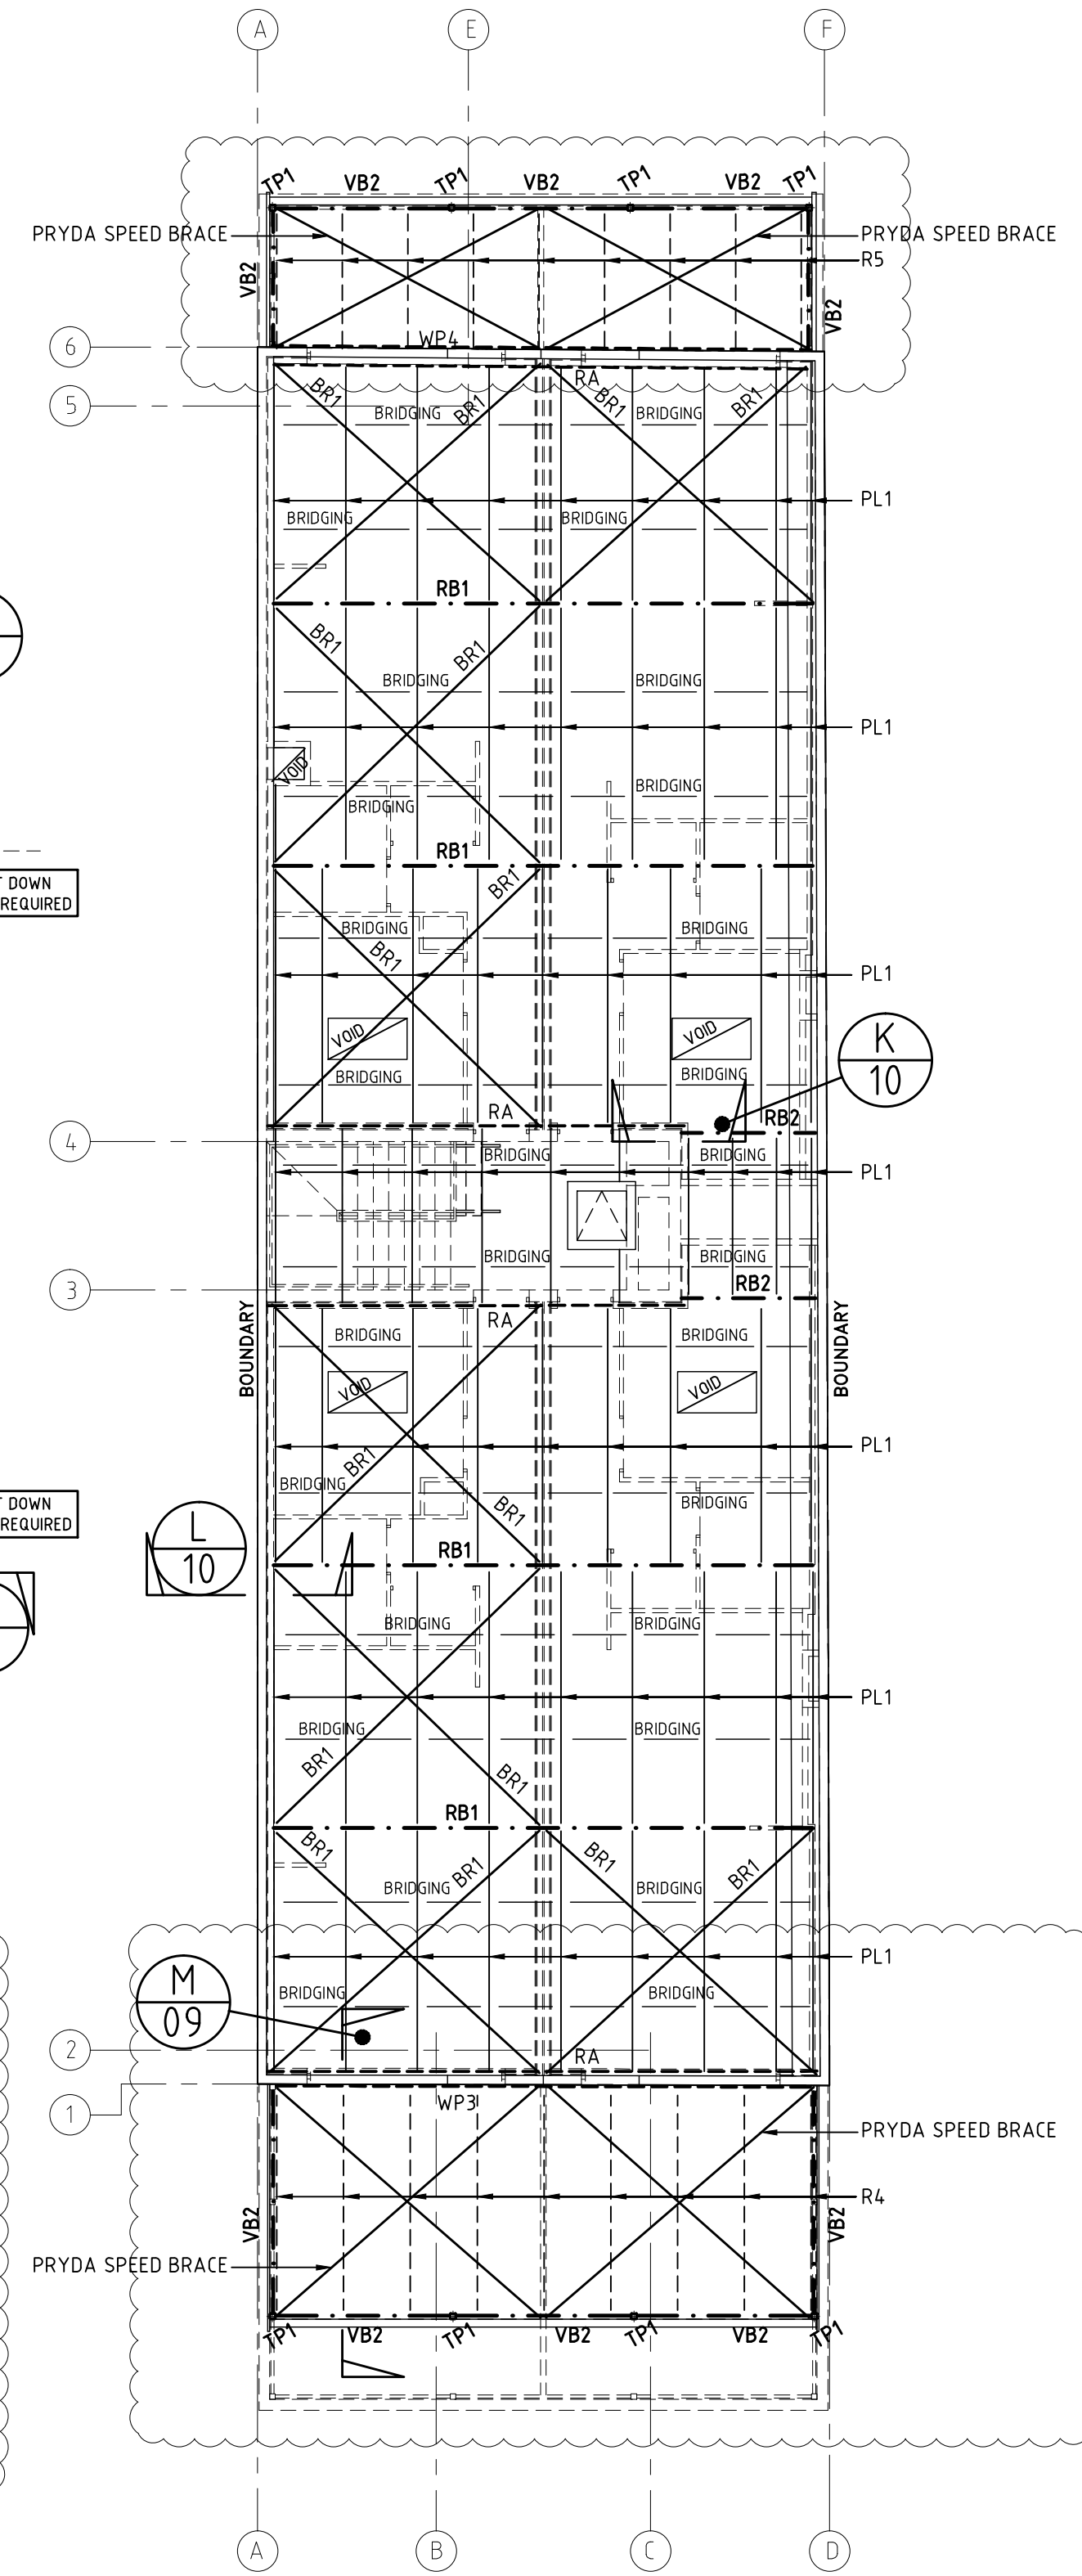 A E F
TP1 VB2 TP1 VB2 TP1 VB2 TP1
PRYDA SPEED BRACE PRYDA SPEED BRACE
R5
VB2 VB2
6 WP4
RA
5 BR1 BRIDGING BR1 BR1 BRIDGING BR1
PL1
BRIDGING BRIDGING
RB1
BR1 BR1
BRIDGING BRIDGING
PL1
VOID
BRIDGING BRIDGING
RB1
T DOWN
REQUIRED
BR1
BRIDGING BRIDGING
BR1
PL1
VOID VOID
K
10
BRIDGING BRIDGING
RA RB2
4
BRIDGING BRIDGING
PL1
BRIDGING BRIDGING
3 RB2
RA
BOUNDARY BOUNDARY
BRIDGING BRIDGING
VOID VOID
PL1
BR1
BRIDGING BRIDGING
BR1
T DOWN
REQUIRED
L
10
RB1
BRIDGING BRIDGING
PL1
BRIDGING BRIDGING
BR1 BR1
RB1
BR1 BR1 BR1 BR1
BRIDGING BRIDGING
PL1
M
09
BRIDGING BRIDGING
2 RA
1 WP3
PRYDA SPEED BRACE
R4
VB2 VB2
PRYDA SPEED BRACE
TP1 VB2 TP1 VB2 TP1 VB2 TP1
A B C D